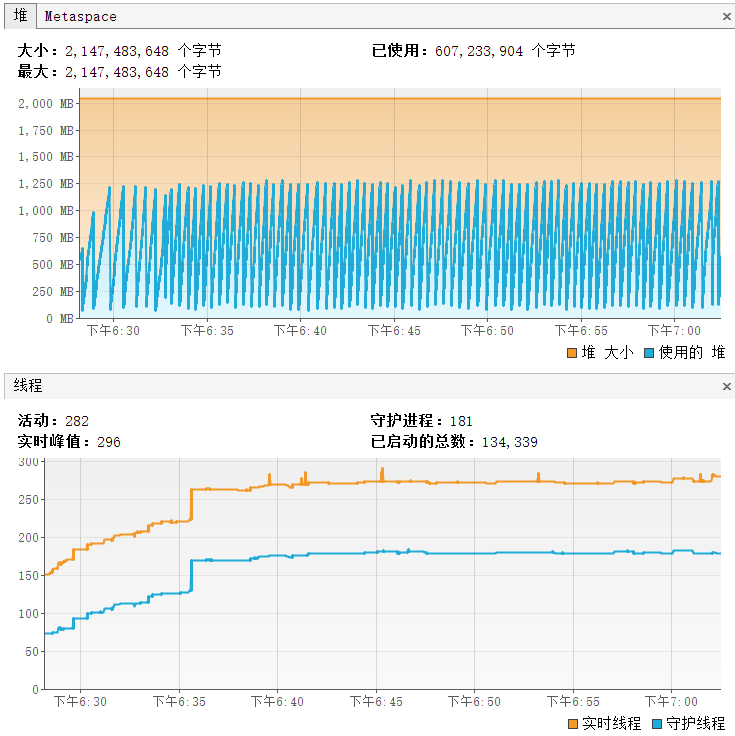 堆 Metaspace ×
大小: 2,147,483,648 个字节 已使用: 607,233,904 个字节
最大: 2,147,483,648 个字节
2,000 MB
1,750 MB
1,500 MB
1,250 MB
1,000 MB
750 MB
500 MB
250 MB
0 MB
下午6:30 下午6:35 下午6:40 下午6:45 下午6:50 下午6:55 下午7:00
堆 大小 使用的 堆
线程 ×
活动: 282 守护进程: 181
实时峰值: 296 已启动的总数: 134,339
300
250
200
150
100
50
0
下午6:30 下午6:35 下午6:40 下午6:45 下午6:50 下午6:55 下午7:00
实时线程 守护线程